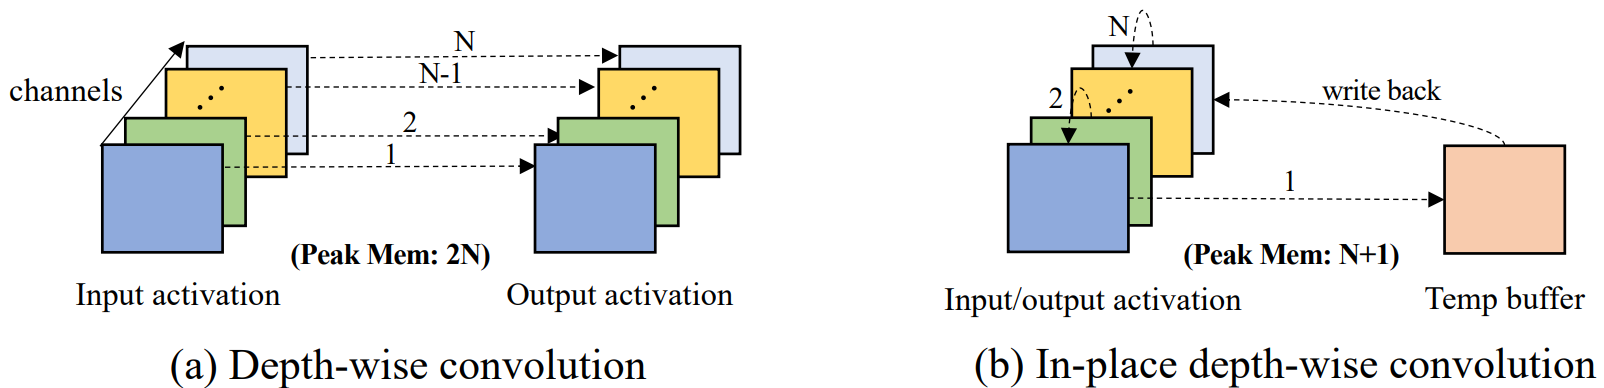 channels
N
N-1
2
1
(Peak Mem: 2N)
Input activation
Output activation
(a) Depth-wise convolution
N
2
write back
1
(Peak Mem: N+1)
Input/output activation
Temp buffer
(b) In-place depth-wise convolution